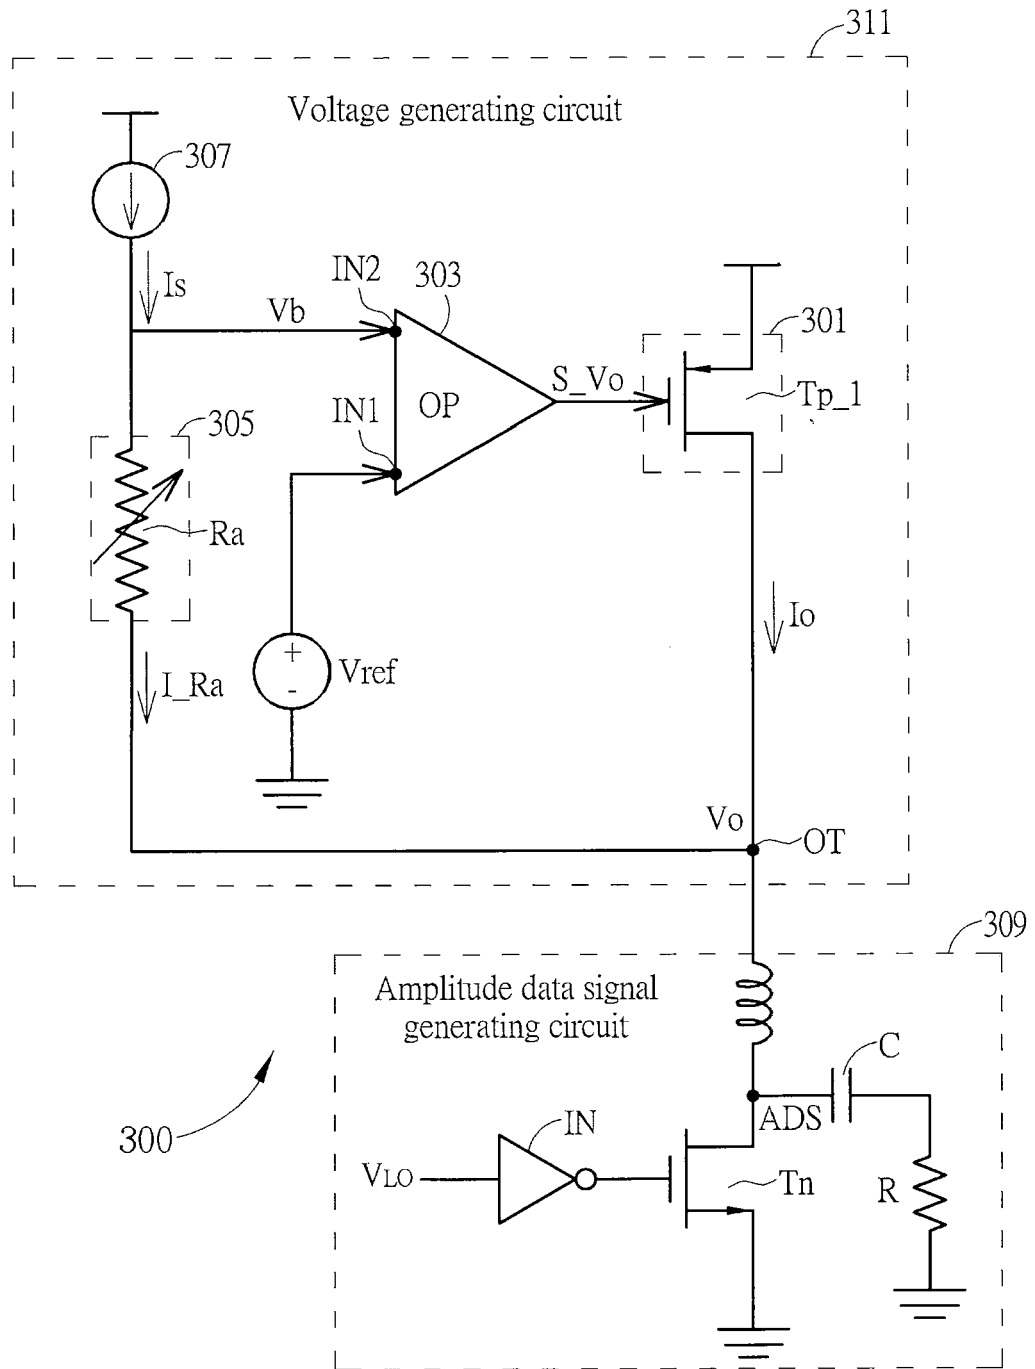 311
Voltage generating circuit
307
Is
Vb
IN2
303
301
S_Vo
Tp_1
OP
IN1
305
Ra
Io
I_Ra
+
-
Vref
Vo
OT
309
Amplitude data signal
generating circuit
C
300
IN
ADS
VLO
Tn
R